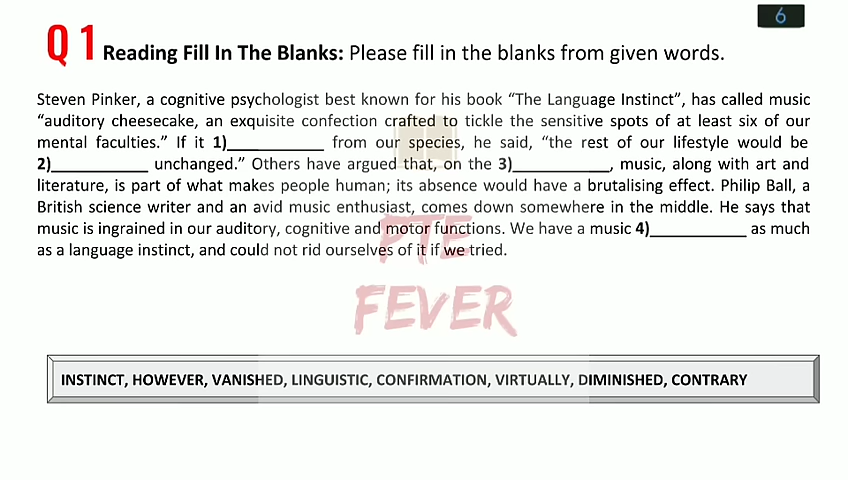 6
Q 1 Reading Fill In The Blanks: Please fill in the blanks from given words.
Steven Pinker, a cognitive psychologist best known for his book “The Language Instinct”, has called music
“auditory cheesecake, an exquisite confection crafted to tickle the sensitive spots of at least six of our
mental faculties.” If it 1)____________ from our species, he said, “the rest of our lifestyle would be
2)____________ unchanged.” Others have argued that, on the 3)____________, music, along with art and
literature, is part of what makes people human; its absence would have a brutalising effect. Philip Ball, a
British science writer and an avid music enthusiast, comes down somewhere in the middle. He says that
music is ingrained in our auditory, cognitive and motor functions. We have a music 4)____________ as much
as a language instinct, and could not rid ourselves of it if we tried.
PTE
FEVER
INSTINCT, HOWEVER, VANISHED, LINGUISTIC, CONFIRMATION, VIRTUALLY, DIMINISHED, CONTRARY